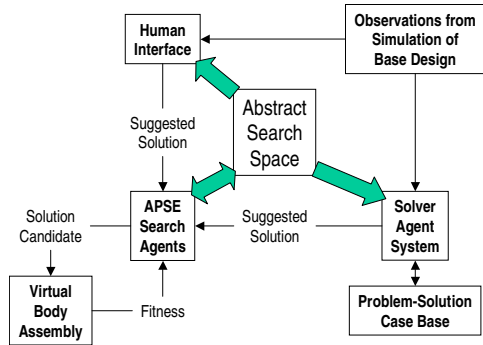 Human
Interface
Observations from
Simulation of
Base Design
Abstract
Search
Space
Suggested
Solution
APSE
Search
Agents
Suggested
Solution
Solver
Agent
System
Solution
Candidate
Virtual
Body
Assembly
Fitness
Problem-Solution
Case Base